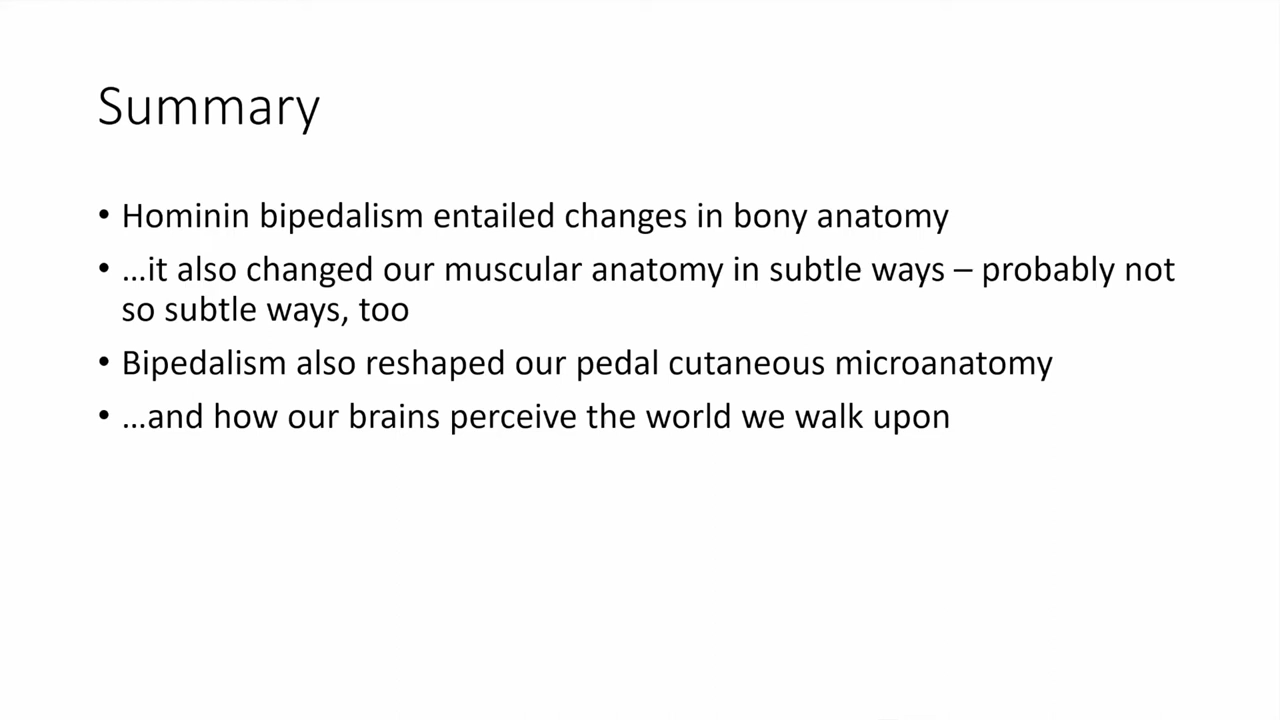 Summary
• Hominin bipedalism entailed changes in bony anatomy
• …it also changed our muscular anatomy in subtle ways – probably not
so subtle ways, too
• Bipedalism also reshaped our pedal cutaneous microanatomy
• …and how our brains perceive the world we walk upon